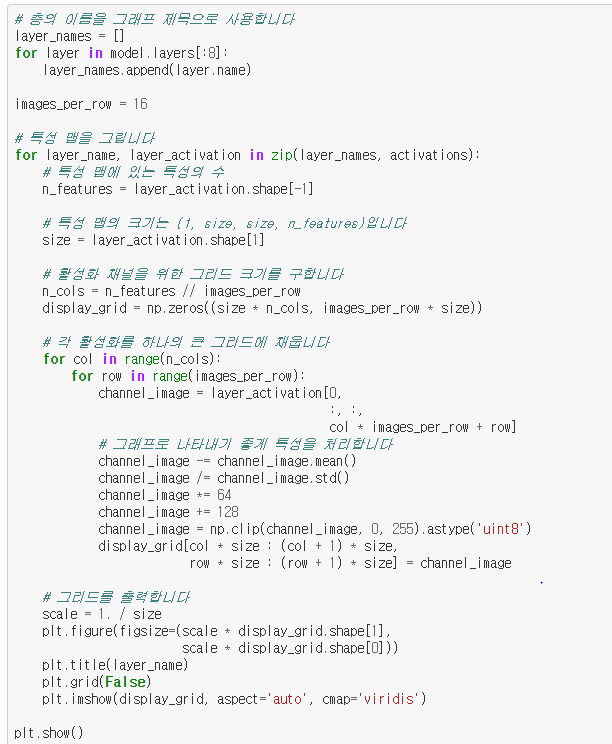 # 층의 이름을 그래프 제목으로 사용합니다
layer_names = []
for layer in model.layers[:8]:
    layer_names.append(layer.name)

images_per_row = 16

# 특성 맵을 그립니다
for layer_name, layer_activation in zip(layer_names, activations):
    # 특성 맵에 있는 특성의 수
    n_features = layer_activation.shape[-1]

    # 특성 맵의 크기는 (1, size, size, n_features)입니다
    size = layer_activation.shape[1]

    # 활성화 채널을 위한 그리드 크기를 구합니다
    n_cols = n_features // images_per_row
    display_grid = np.zeros((size * n_cols, images_per_row * size))

    # 각 활성화를 하나의 큰 그리드에 채웁니다
    for col in range(n_cols):
        for row in range(images_per_row):
            channel_image = layer_activation[0,
                                             :, :,
                                             col * images_per_row + row]
            # 그래프로 나타내기 좋게 특성을 처리합니다
            channel_image -= channel_image.mean()
            channel_image /= channel_image.std()
            channel_image *= 64
            channel_image += 128
            channel_image = np.clip(channel_image, 0, 255).astype('uint8')
            display_grid[col * size : (col + 1) * size,
                         row * size : (row + 1) * size] = channel_image

    # 그리드를 출력합니다
    scale = 1. / size
    plt.figure(figsize=(scale * display_grid.shape[1],
                        scale * display_grid.shape[0]))
    plt.title(layer_name)
    plt.grid(False)
    plt.imshow(display_grid, aspect='auto', cmap='viridis')

plt.show()